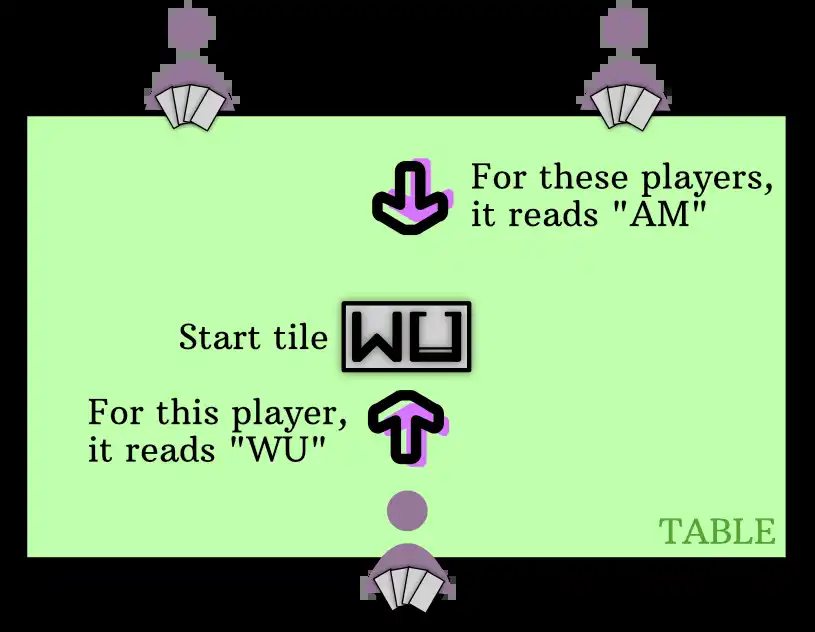 For these players,
it reads "AM"
Start tile
WU
For this player,
it reads "WU"
TABLE